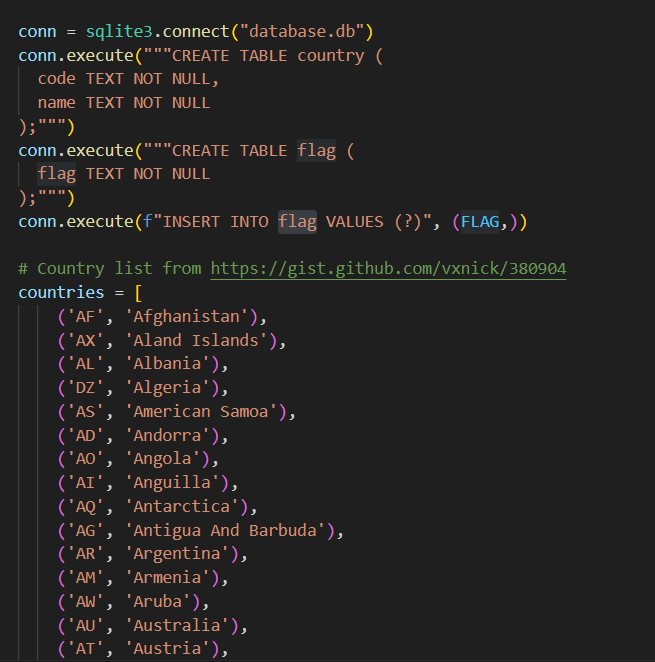 conn = sqlite3.connect("database.db")
conn.execute("""CREATE TABLE country (
  code TEXT NOT NULL,
  name TEXT NOT NULL
);""")
conn.execute("""CREATE TABLE flag (
  flag TEXT NOT NULL
);""")
conn.execute(f"INSERT INTO flag VALUES (?)", (FLAG,))

# Country list from https://gist.github.com/vxnick/380904
countries = [
    ('AF', 'Afghanistan'),
    ('AX', 'Aland Islands'),
    ('AL', 'Albania'),
    ('DZ', 'Algeria'),
    ('AS', 'American Samoa'),
    ('AD', 'Andorra'),
    ('AO', 'Angola'),
    ('AI', 'Anguilla'),
    ('AQ', 'Antarctica'),
    ('AG', 'Antigua And Barbuda'),
    ('AR', 'Argentina'),
    ('AM', 'Armenia'),
    ('AW', 'Aruba'),
    ('AU', 'Australia'),
    ('AT', 'Austria'),